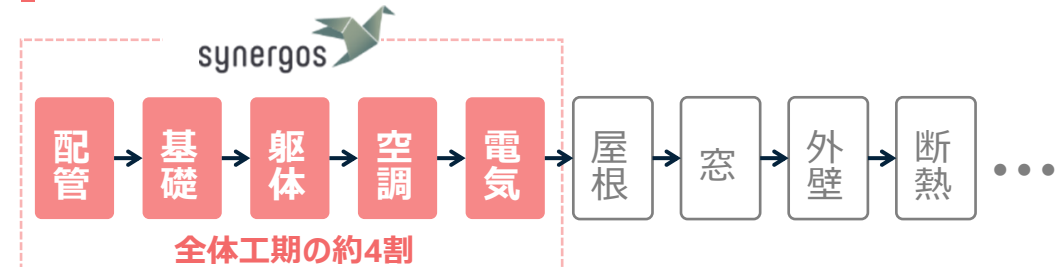 synergos
配管
基礎
躯体
空調
電気
屋根
窓
外壁
断熱
全体工期の約4割